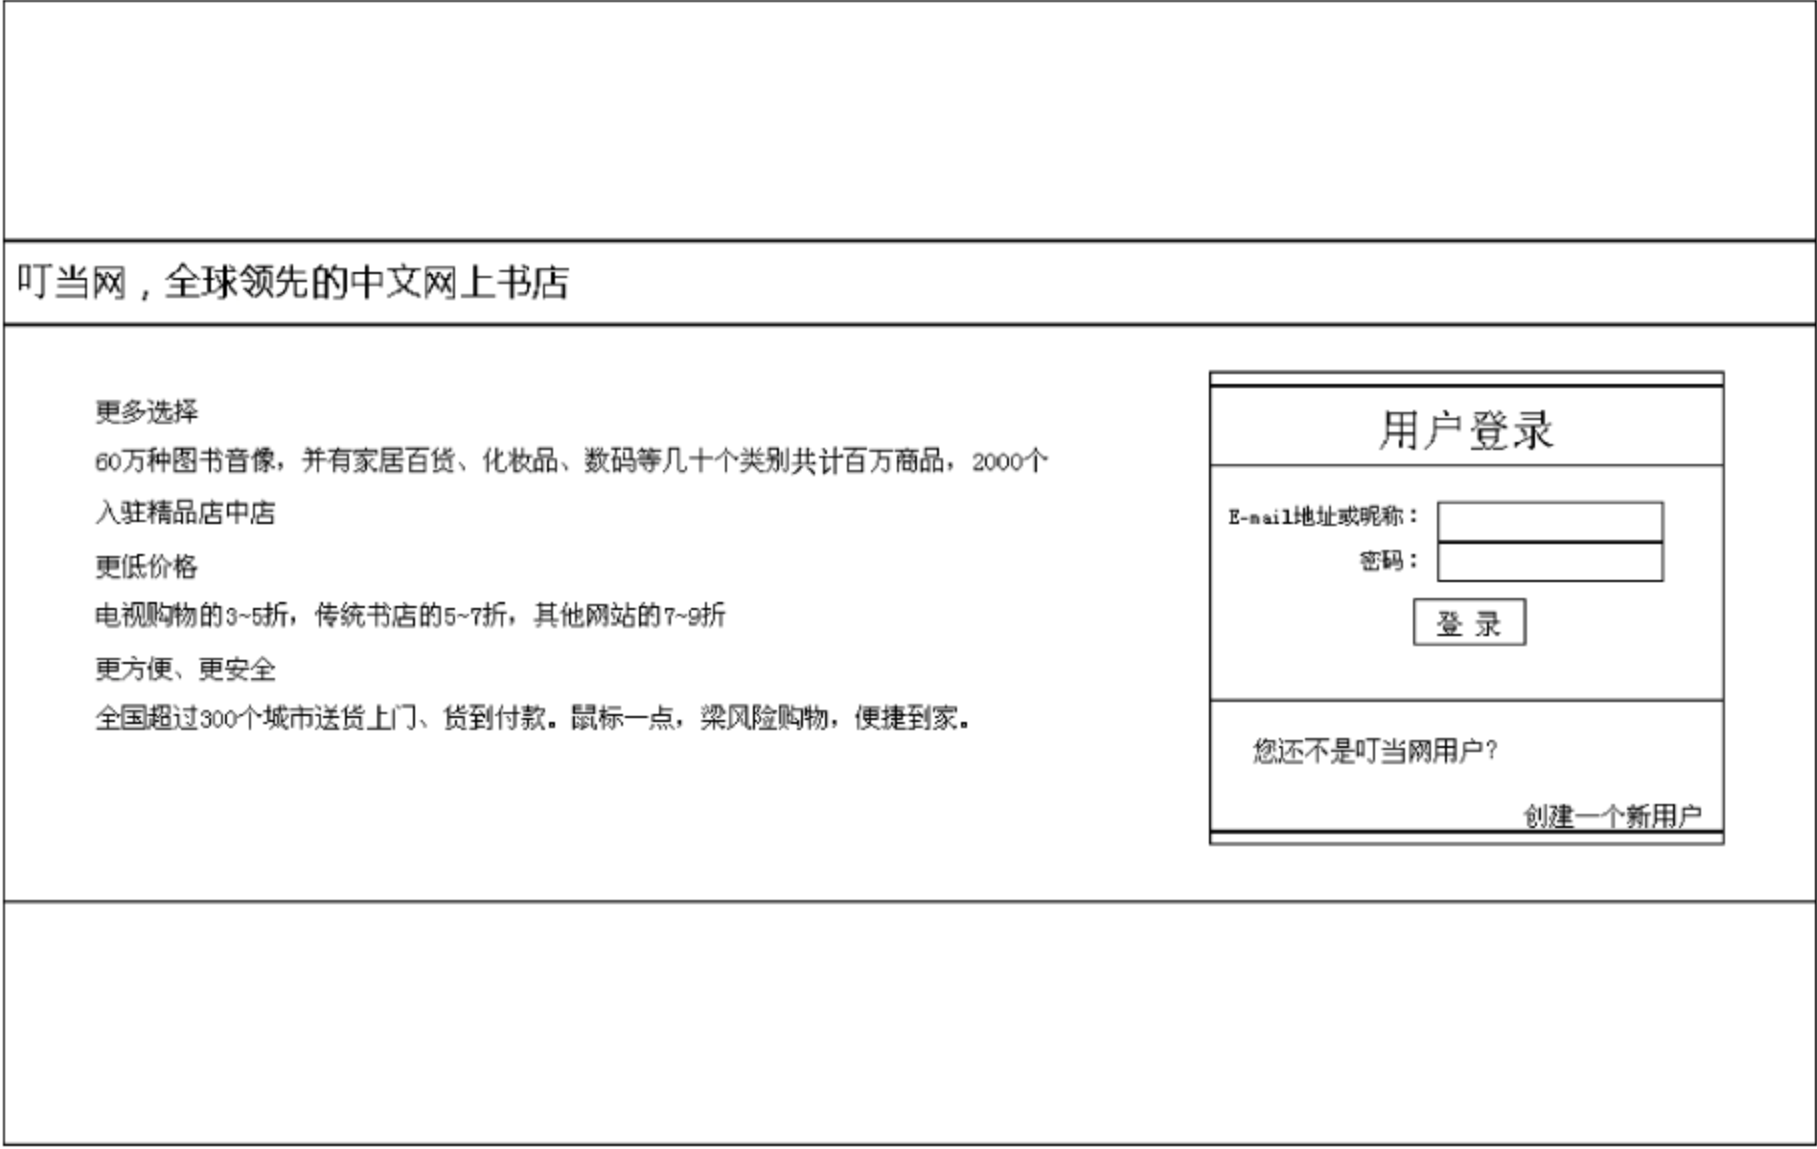 叮当网，全球领先的中文网上书店
更多选择
60万种图书音像，并有家居百货、化妆品、数码等几十个类别共计百万商品，2000个
入驻精品店中店
更低价格
电视购物的3~5折，传统书店的5~7折，其他网站的7~9折
更方便、更安全
全国超过300个城市送货上门、货到付款。鼠标一点，梁风险购物，便捷到家。
用户登录
E-mail地址或昵称：
密码：
登 录
您还不是叮当网用户？
创建一个新用户